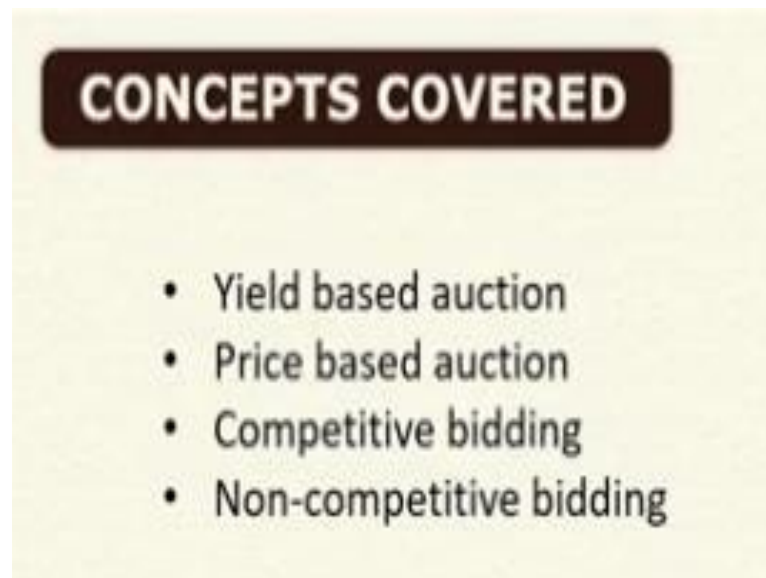 CONCEPTS COVERED
• Yield based auction
• Price based auction
• Competitive bidding
• Non-competitive bidding